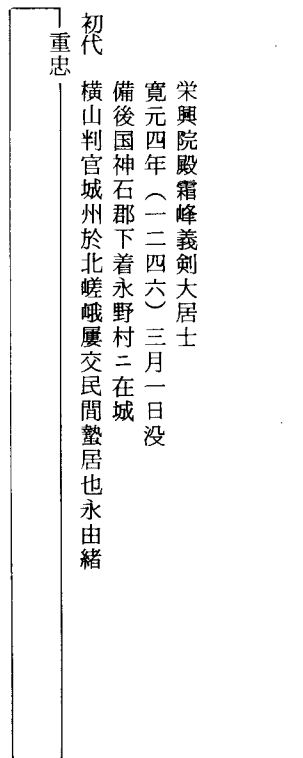 栄興院殿霜峰義剣大居士
寛元四年（一二四六）三月一日没
備後国神石郡下着永野村ニ在城
横山判官城州於北嵯峨屢交民間蟄居也永由緒
初代
重忠